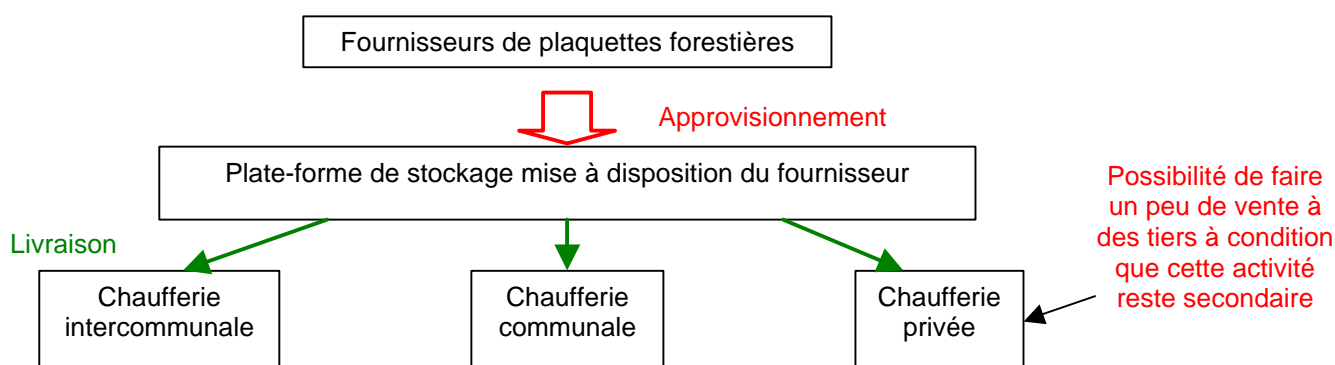 Fournisseurs de plaquettes forestières
Approvisionnement
Plate-forme de stockage mise à disposition du fournisseur
Possibilité de faire
un peu de vente à
des tiers à condition
que cette activité
reste secondaire
Livraison
Chaufferie
intercommunale
Chaufferie
communale
Chaufferie
privée